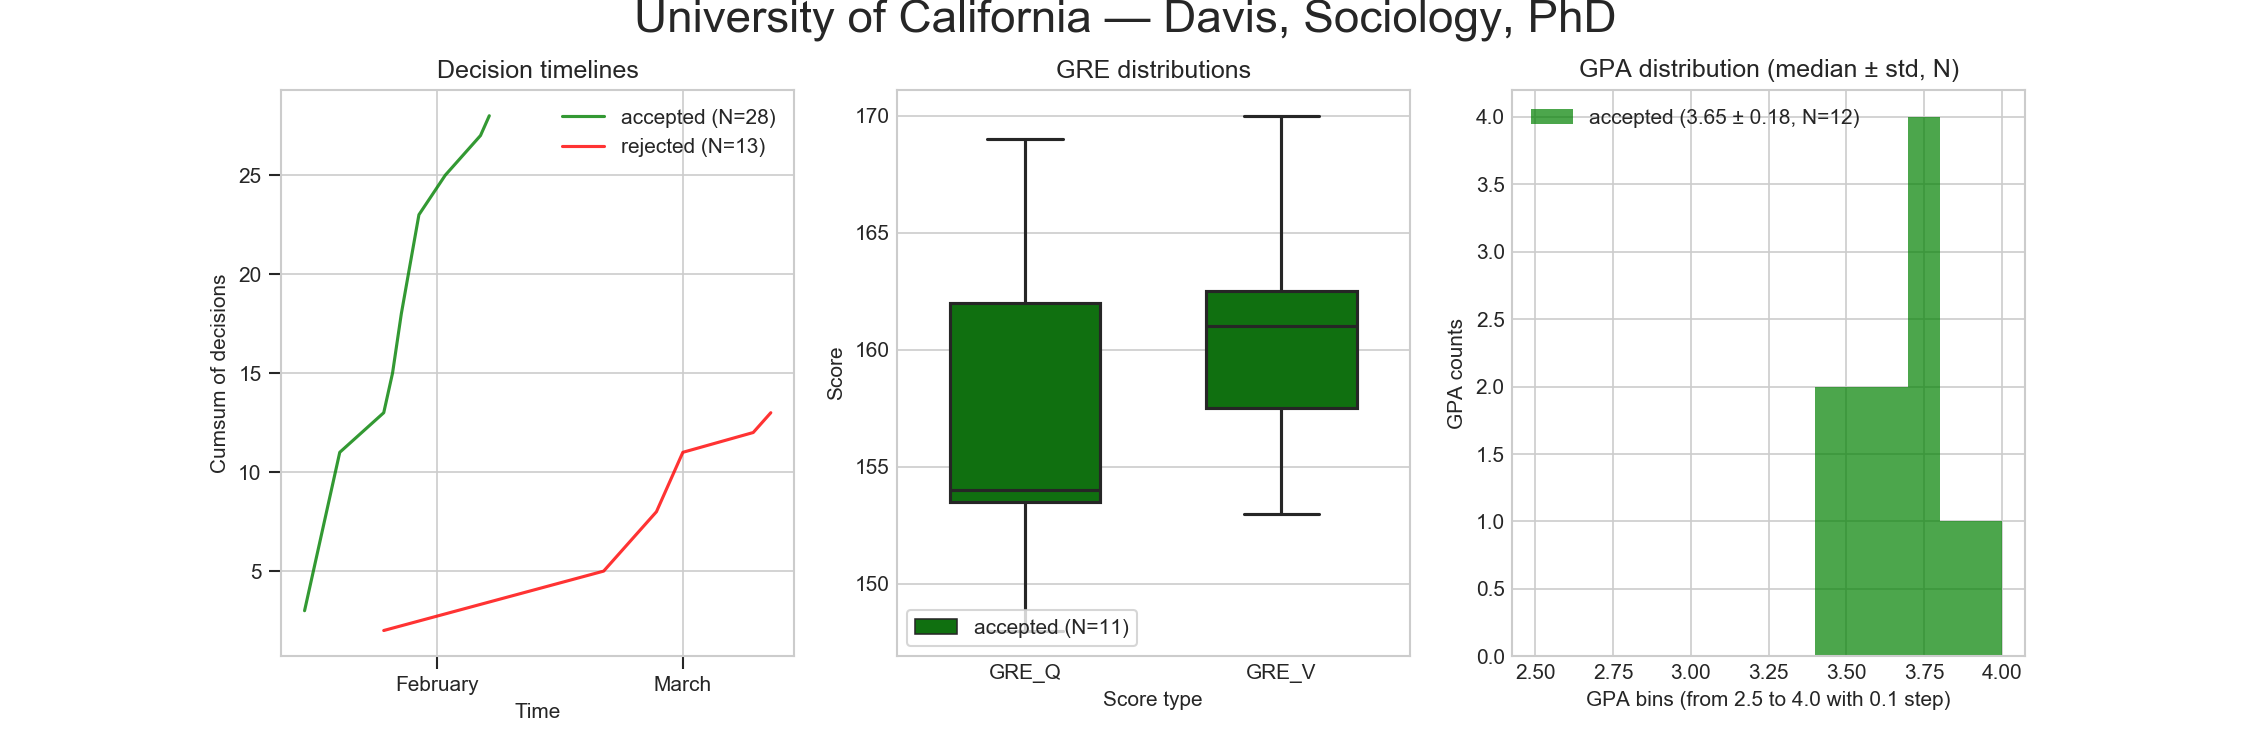 University of California — Davis, Sociology, PhD
Decision timelines
accepted (N=28)
rejected (N=13)
25
20
15
10
5
Cumsum of decisions
February
March
Time
GRE distributions
170
165
160
155
150
Score
accepted (N=11)
GRE_Q
GRE_V
Score type
GPA distribution (median ± std, N)
accepted (3.65 ± 0.18, N=12)
4.0
3.5
3.0
2.5
2.0
1.5
1.0
0.5
0.0
GPA counts
2.50
2.75
3.00
3.25
3.50
3.75
4.00
GPA bins (from 2.5 to 4.0 with 0.1 step)